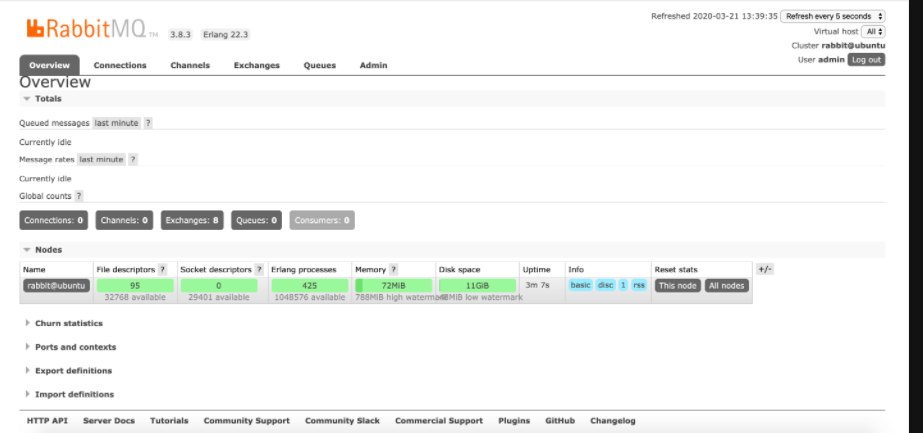 Refreshed 2020-03-21 13:39:35 Refresh every 5 seconds
RabbitMQ TM 3.8.3 Erlang 22.3
Virtual host All
Cluster rabbit@ubuntu
User admin Log out
Overview Connections Channels Exchanges Queues Admin
Overview
Totals
Queued messages last minute ?
Currently idle
Message rates last minute ?
Currently idle
Global counts ?
Connections: 0 Channels: 0 Exchanges: 8 Queues: 0 Consumers: 0
Nodes
Name File descriptors ? Socket descriptors ? Erlang processes Memory ? Disk space Uptime Info Reset stats +/-
rabbit@ubuntu 95 0 425 72MiB 11GiB 3m 7s basic disc 1 rss This node All nodes
32768 available 29401 available 1048576 available 788MiB high watermark 8MiB low watermark
Churn statistics
Ports and contexts
Export definitions
Import definitions
HTTP API Server Docs Tutorials Community Support Community Slack Commercial Support Plugins GitHub Changelog